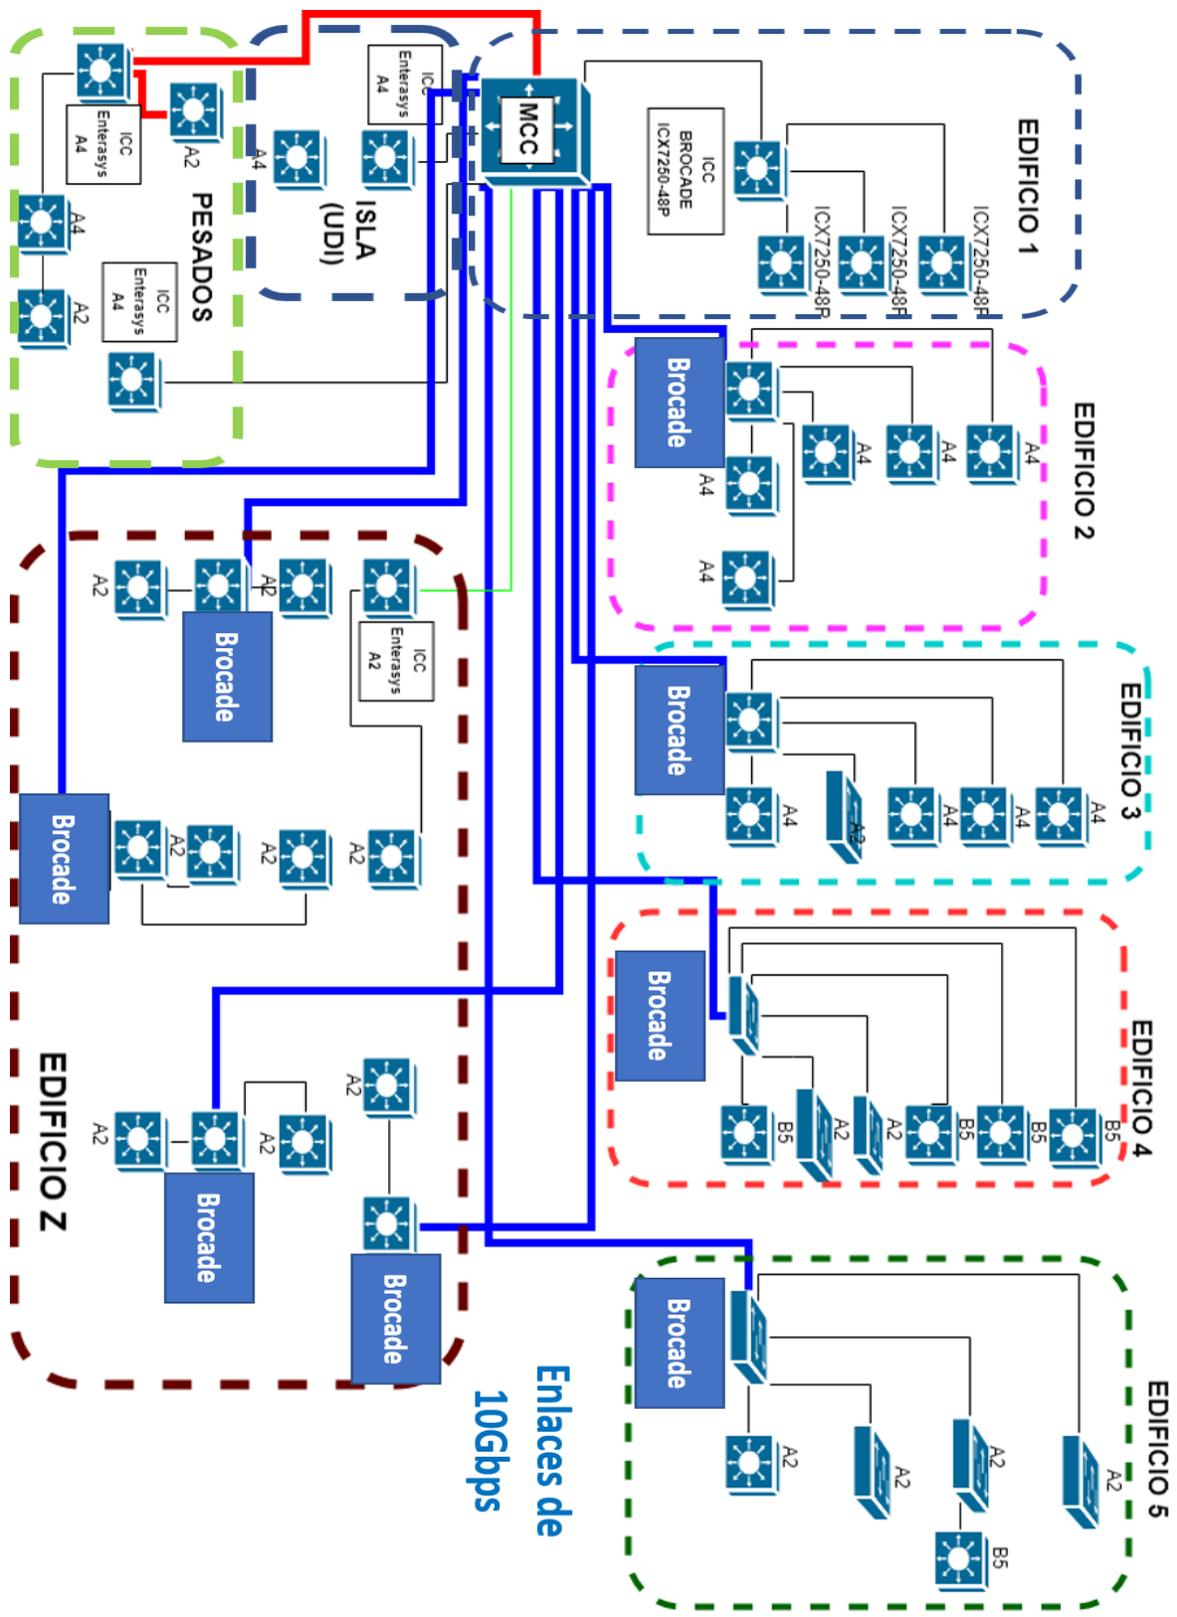 EDIFICIO 1
MCC
ICC
BROCADE
ICX7250-48P
ICX7250-48P
ICX7250-48P
ICX7250-48P
ISLA
(UDI)
ICC
Enterasys
A4
A4
PESADOS
ICC
Enterasys
A4
A2
A4
A2
ICC
Enterasys
A4
EDIFICIO 2
Brocade
A4
A4
A4
A4
A4
EDIFICIO 3
Brocade
A4
A2
A4
A4
A4
EDIFICIO 4
Brocade
B5
A2
A2
B5
B5
B5
EDIFICIO 5
Brocade
A2
A2
A2
B5
A2
EDIFICIO Z
ICC
Enterasys
A2
A2
A2
Brocade
Brocade
A2
A2
A2
A2
A2
A2
Brocade
Brocade
Enlaces de
10Gbps